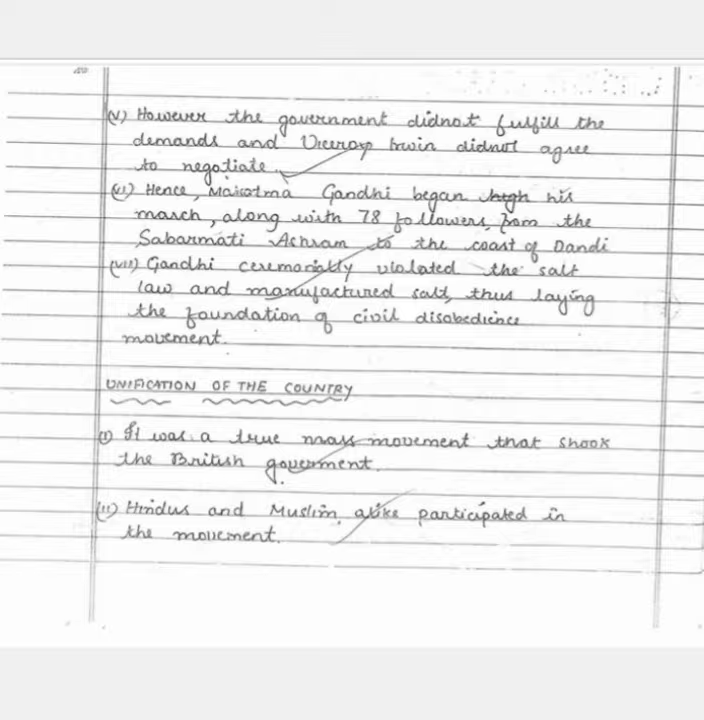 (v) However the government didnot fulfill the
demands and Viceroy Irwin didnot agree
to negotiate.
(vi) Hence, Mahatma Gandhi began his
march, along with 78 followers, from the
Sabarmati Ashram to the coast of Dandi
(vii) Gandhi ceremonially violated the salt
law and manufactured salt, thus laying
the foundation of civil disobedience
movement.
UNIFICATION OF THE COUNTRY
(i) It was a true mass movement that shook
the British government.
(ii) Hindus and Muslim, alike participated in
the movement.